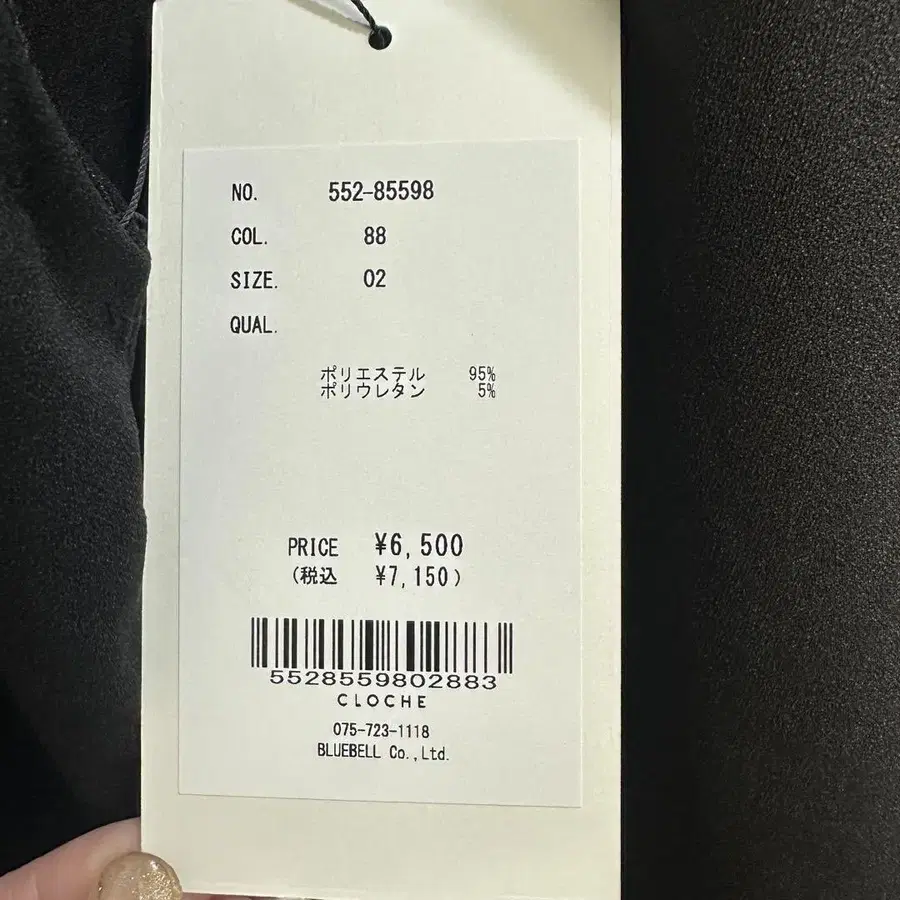 NO. 552-85598
COL. 88
SIZE. 02
QUAL.
ポリエステル 95%
ポリウレタン 5%
PRICE ¥6,500
(税込 ¥7,150)
5528559802883
CLOCHE
075-723-1118
BLUEBELL Co.,Ltd.